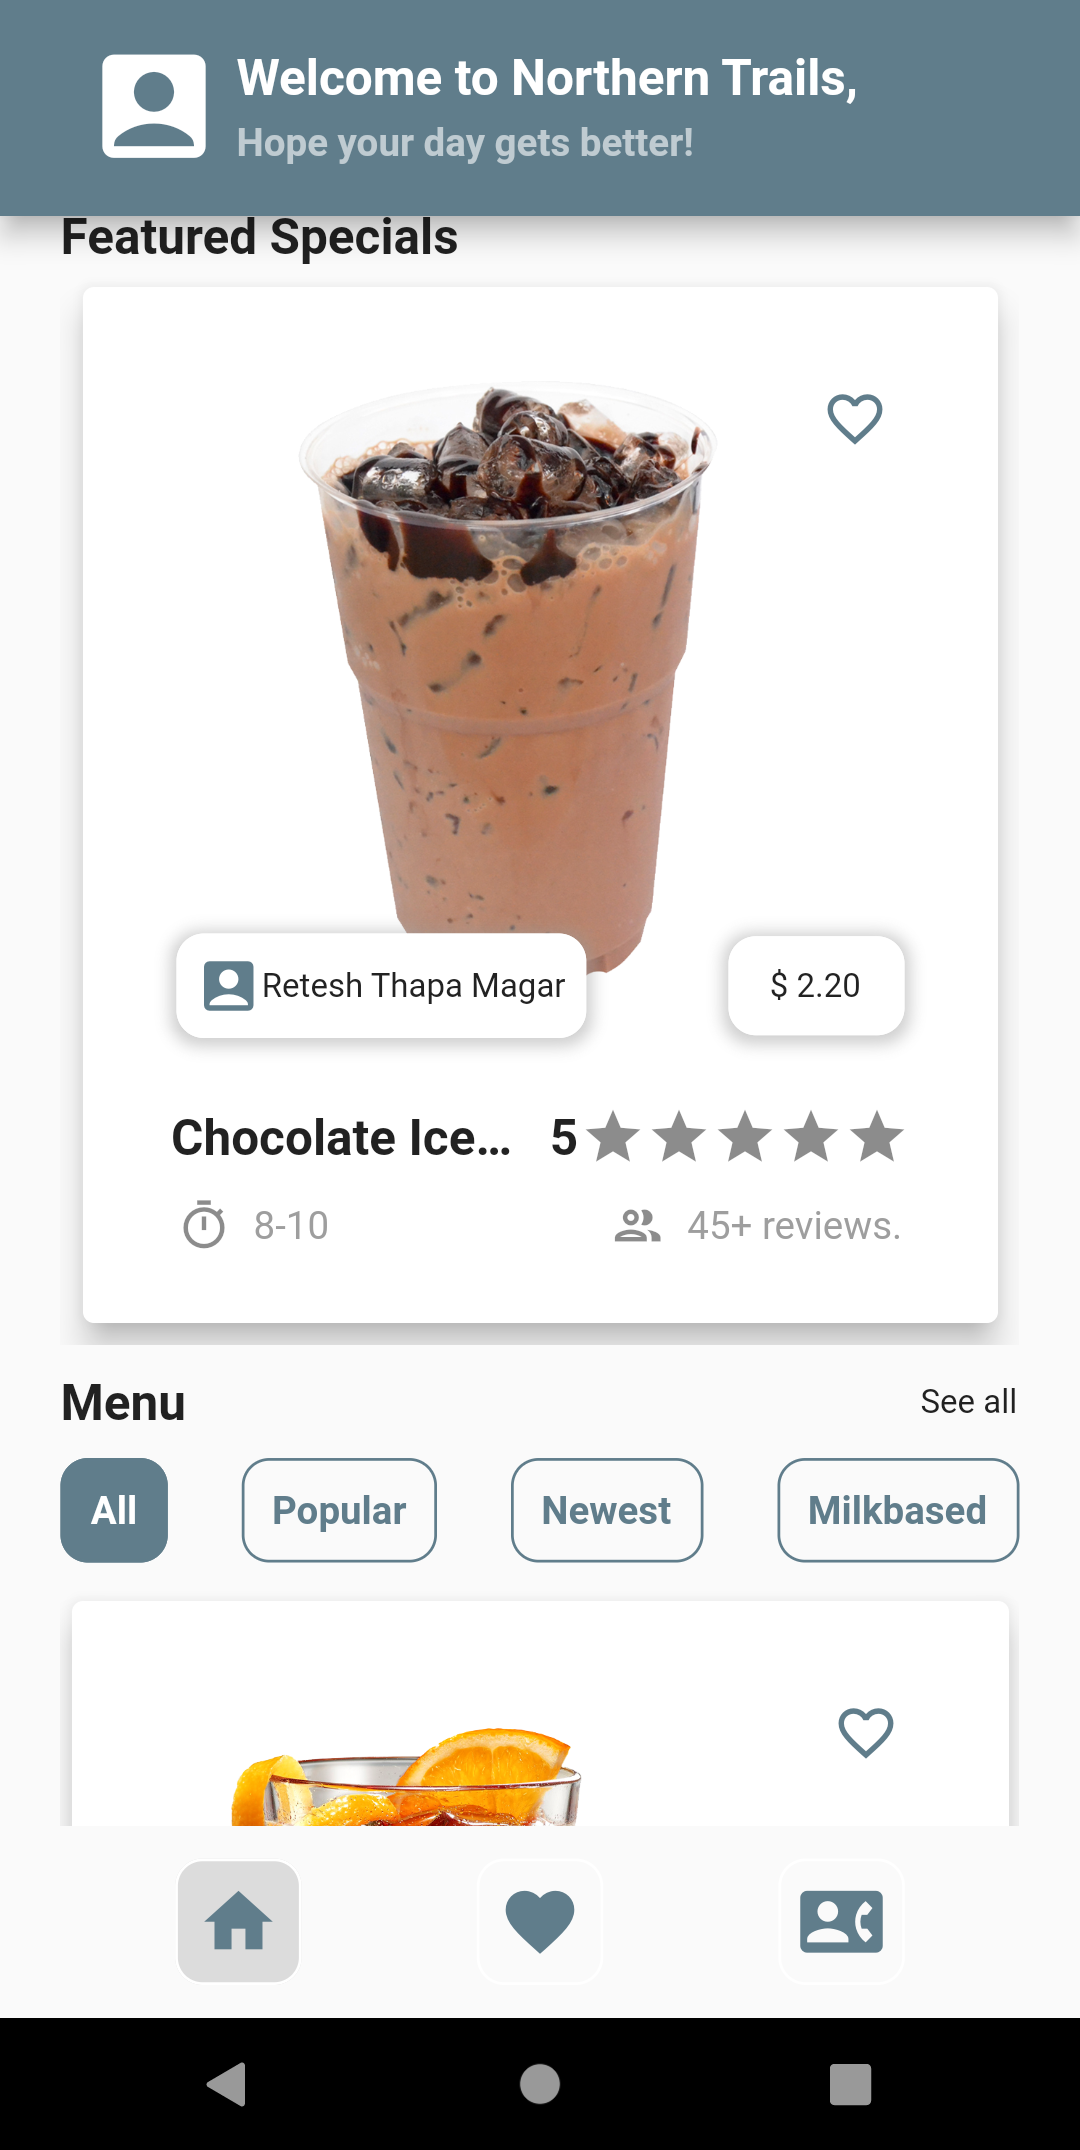 Welcome to Northern Trails,
Hope your day gets better!
Featured Specials
Retesh Thapa Magar
$ 2.20
Chocolate Ice... 5
8-10
45+ reviews.
Menu
See all
All
Popular
Newest
Milkbased